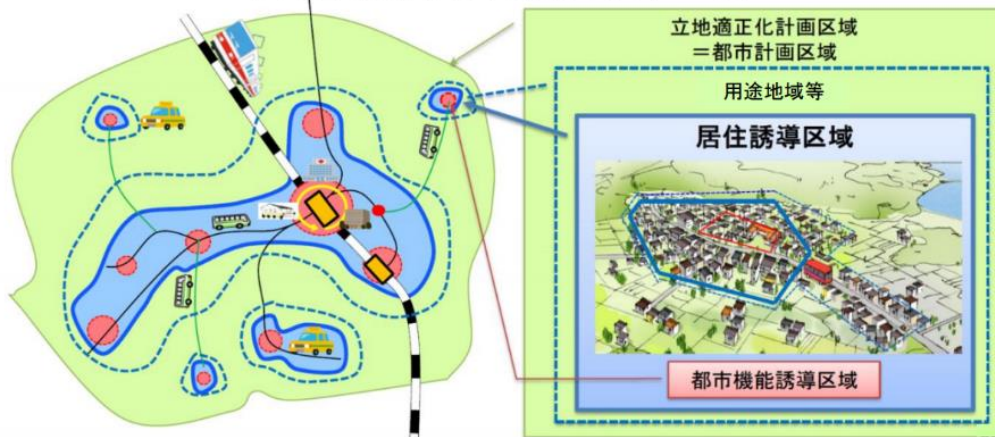 立地適正化計画区域
＝都市計画区域
用途地域等
居住誘導区域
都市機能誘導区域